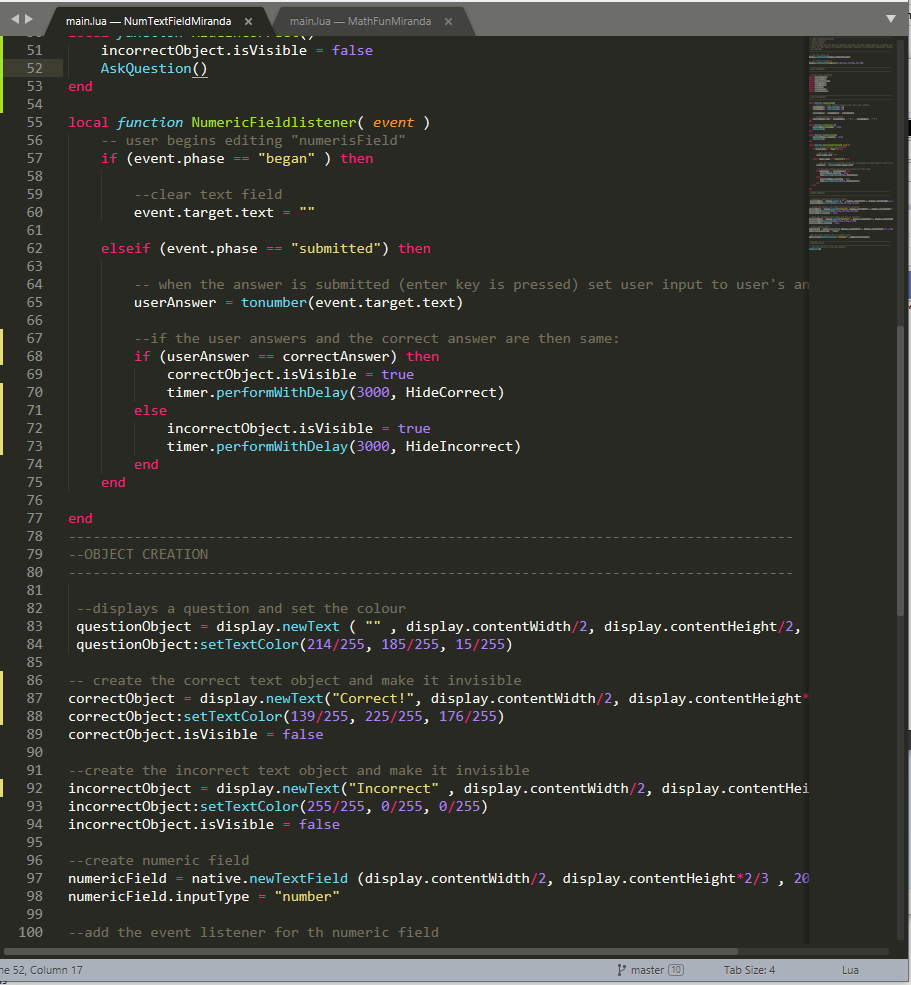 main.lua — NumTextFieldMiranda × main.lua — MathFunMiranda ×
51 incorrectObject.isVisible = false
52 AskQuestion()
53 end
54
55 local function NumericFieldlistener( event )
56 -- user begins editing "numerisField"
57 if (event.phase == "began" ) then
58
59 --clear text field
60 event.target.text = ""
61
62 elseif (event.phase == "submitted") then
63
64 -- when the answer is submitted (enter key is pressed) set user input to user's an
65 userAnswer = tonumber(event.target.text)
66
67 --if the user answers and the correct answer are then same:
68 if (userAnswer == correctAnswer) then
69 correctObject.isVisible = true
70 timer.performWithDelay(3000, HideCorrect)
71 else
72 incorrectObject.isVisible = true
73 timer.performWithDelay(3000, HideIncorrect)
74 end
75 end
76
77 end
78 ----------------------------------------------------------------------------------------
79 --OBJECT CREATION
80 ----------------------------------------------------------------------------------------
81
82 --displays a question and set the colour
83 questionObject = display.newText ( "" , display.contentWidth/2, display.contentHeight/2,
84 questionObject:setTextColor(214/255, 185/255, 15/255)
85
86 -- create the correct text object and make it invisible
87 correctObject = display.newText("Correct!", display.contentWidth/2, display.contentHeight*
88 correctObject:setTextColor(139/255, 225/255, 176/255)
89 correctObject.isVisible = false
90
91 --create the incorrect text object and make it invisible
92 incorrectObject = display.newText("Incorrect" , display.contentWidth/2, display.contentHei
93 incorrectObject:setTextColor(255/255, 0/255, 0/255)
94 incorrectObject.isVisible = false
95
96 --create numeric field
97 numericField = native.newTextField (display.contentWidth/2, display.contentHeight*2/3 , 20
98 numericField.inputType = "number"
99
100 --add the event listener for th numeric field
ne 52, Column 17 master 10 Tab Size: 4 Lua